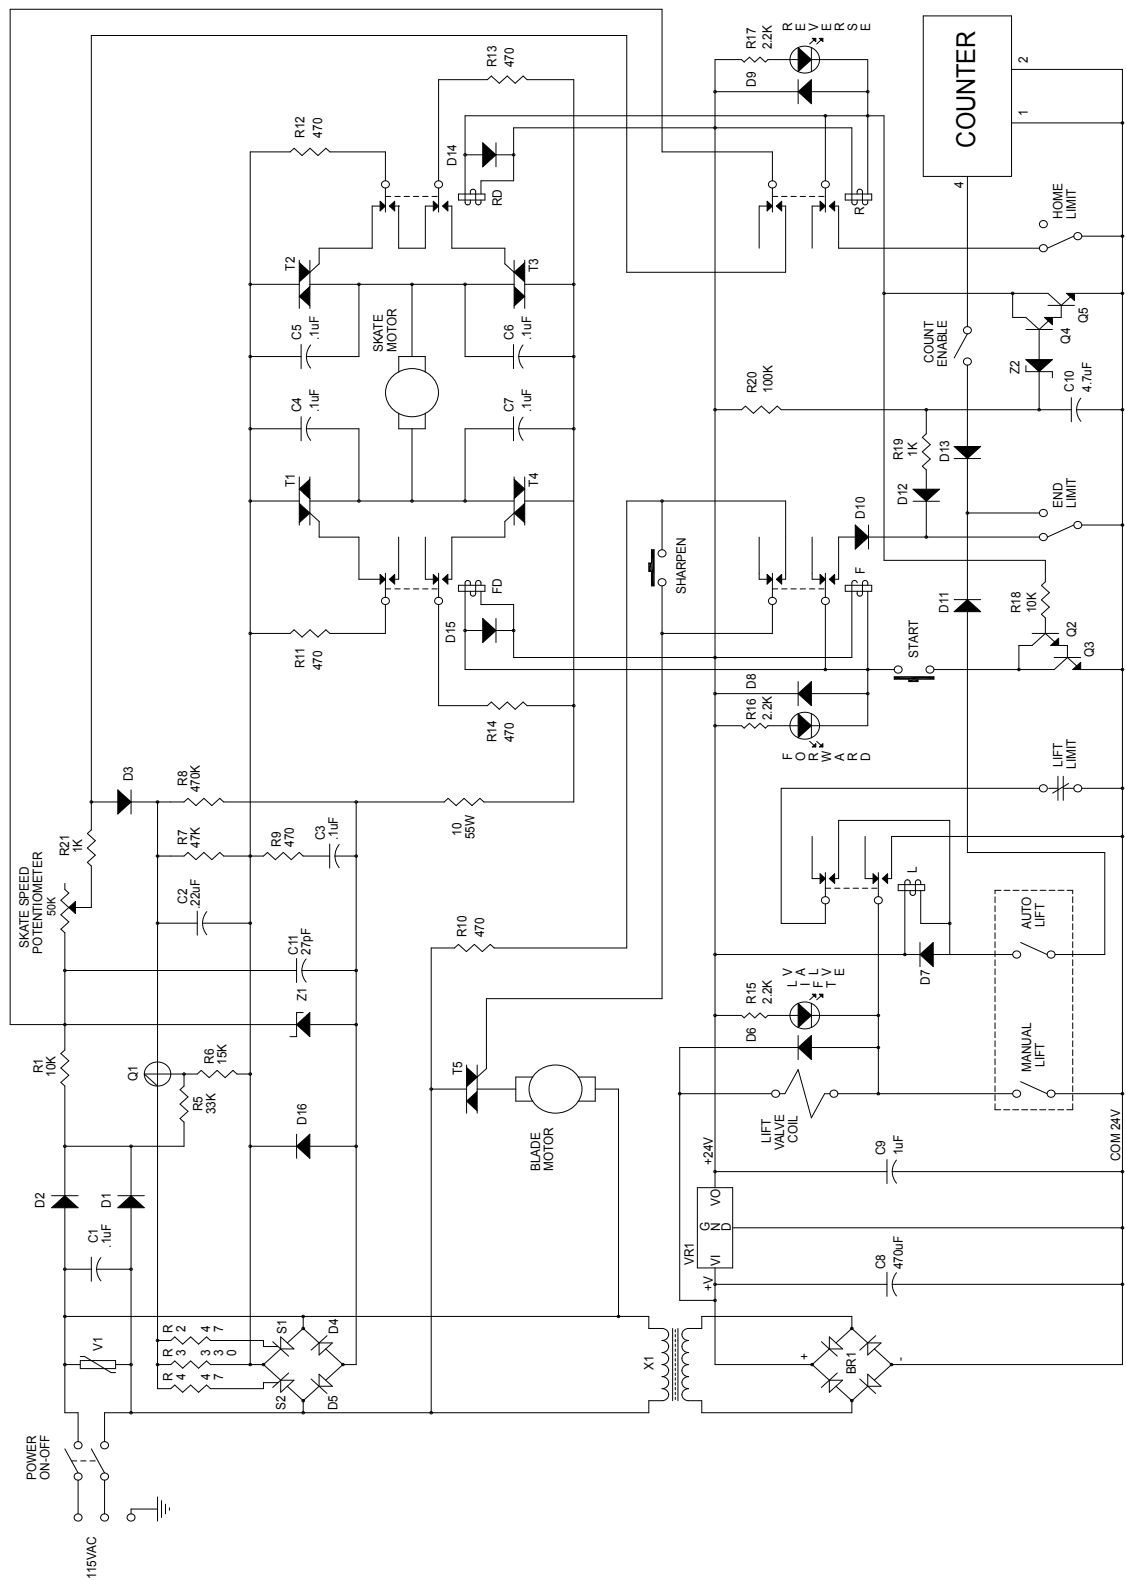 115VAC
POWER
ON-OFF
V1
C1
.1uF
D2
D1
R2
47
R3
330
R4
47
S1
S2
D4
D5
R1
10K
Q1
R5
33K
R6
15K
D16
Z1
C11
27pF
SKATE SPEED
POTENTIOMETER
50K
R21
1K
D3
C2
.22uF
R7
47K
R8
470K
R9
470
C3
.1uF
10
55W
R10
470
T5
BLADE
MOTOR
R11
470
R14
470
T1
T4
C4
.1uF
C7
.1uF
SKATE
MOTOR
C5
.1uF
C6
.1uF
T2
T3
R12
470
R13
470
D14
RD
D15
FD
SHARPEN
X1
BR1
+
-
+V
VR1
VI
GND
VO
+24V
C8
470uF
C9
1uF
COM 24V
LIFT
VALVE
COIL
D6
R15
2.2K
LIFT
VALVE
MANUAL
LIFT
AUTO
LIFT
D7
L
LIFT
LIMIT
FORWARD
R16
2.2K
D8
START
F
D10
Q2
Q3
R18
10K
D11
END
LIMIT
D12
R19
1K
D13
R20
100K
C10
4.7uF
Z2
Q4
Q5
COUNT
ENABLE
HOME
LIMIT
R
D9
R17
2.2K
REVERSE
COUNTER
4
1
2